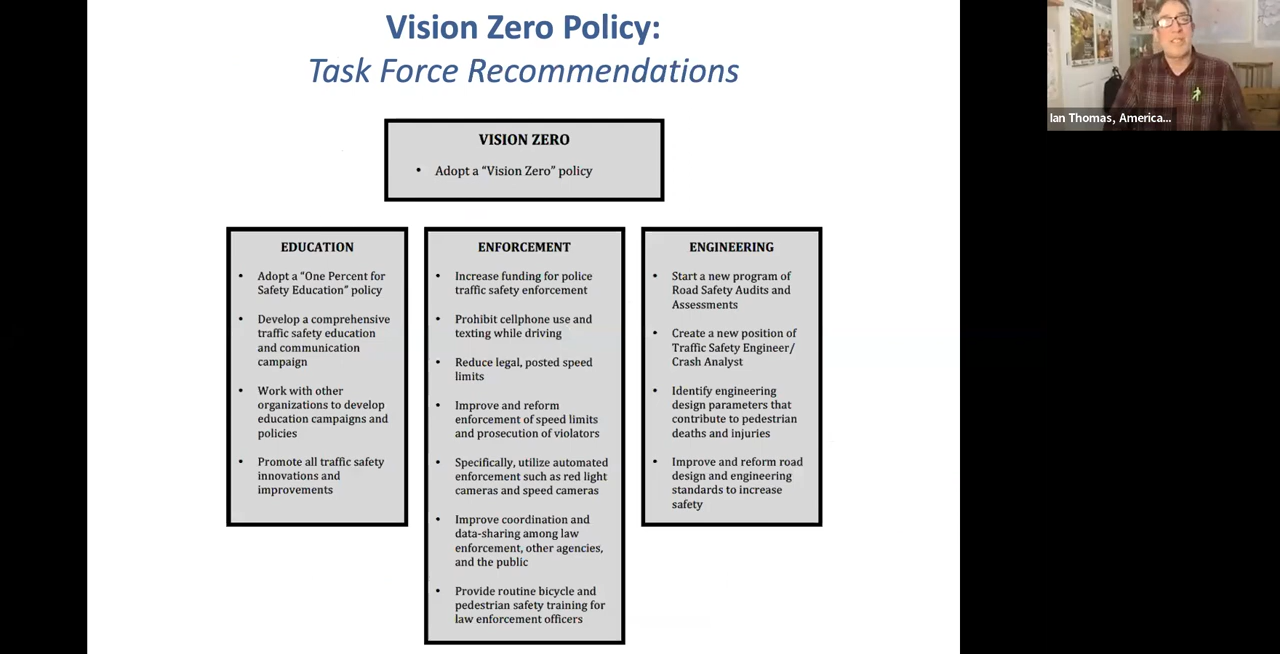 Vision Zero Policy:
Task Force Recommendations
VISION ZERO
• Adopt a “Vision Zero” policy
EDUCATION
• Adopt a “One Percent for
Safety Education” policy
• Develop a comprehensive
traffic safety education
and communication
campaign
• Work with other
organizations to develop
education campaigns and
policies
• Promote all traffic safety
innovations and
improvements
ENFORCEMENT
• Increase funding for police
traffic safety enforcement
• Prohibit cellphone use and
texting while driving
• Reduce legal, posted speed
limits
• Improve and reform
enforcement of speed limits
and prosecution of violators
• Specifically, utilize automated
enforcement such as red light
cameras and speed cameras
• Improve coordination and
data-sharing among law
enforcement, other agencies,
and the public
• Provide routine bicycle and
pedestrian safety training for
law enforcement officers
ENGINEERING
• Start a new program of
Road Safety Audits and
Assessments
• Create a new position of
Traffic Safety Engineer/
Crash Analyst
• Identify engineering
design parameters that
contribute to pedestrian
deaths and injuries
• Improve and reform road
design and engineering
standards to increase
safety
Ian Thomas, America...